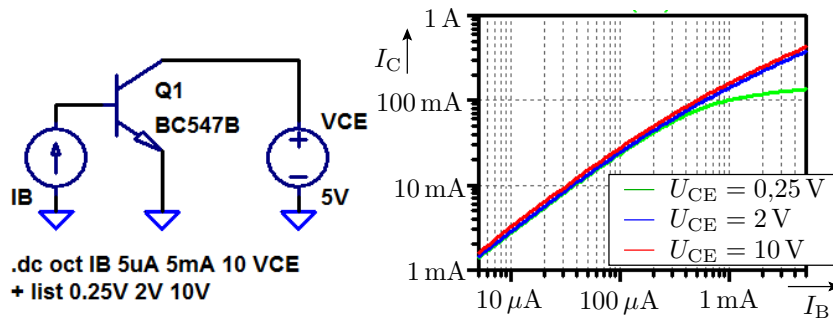 Q1
BC547B
VCE
IB
5V
.dc oct IB 5uA 5mA 10 VCE
+ list 0.25V 2V 10V
1 A
I_C
100 mA
10 mA
1 mA
U_CE = 0,25 V
U_CE = 2 V
U_CE = 10 V
10 µA
100 µA
1 mA
I_B